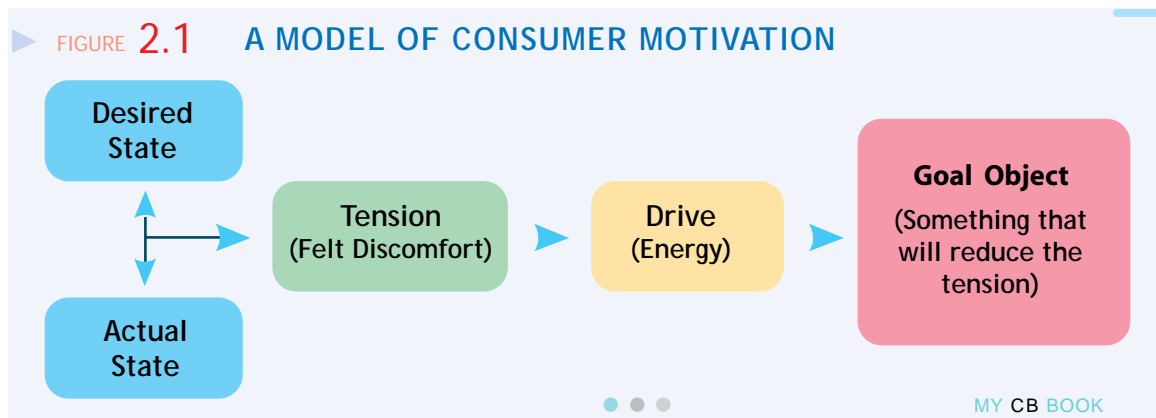 FIGURE 2.1 A MODEL OF CONSUMER MOTIVATION
Desired
State
Actual
State
Tension
(Felt Discomfort)
Drive
(Energy)
Goal Object
(Something that
will reduce the
tension)
MY CB BOOK